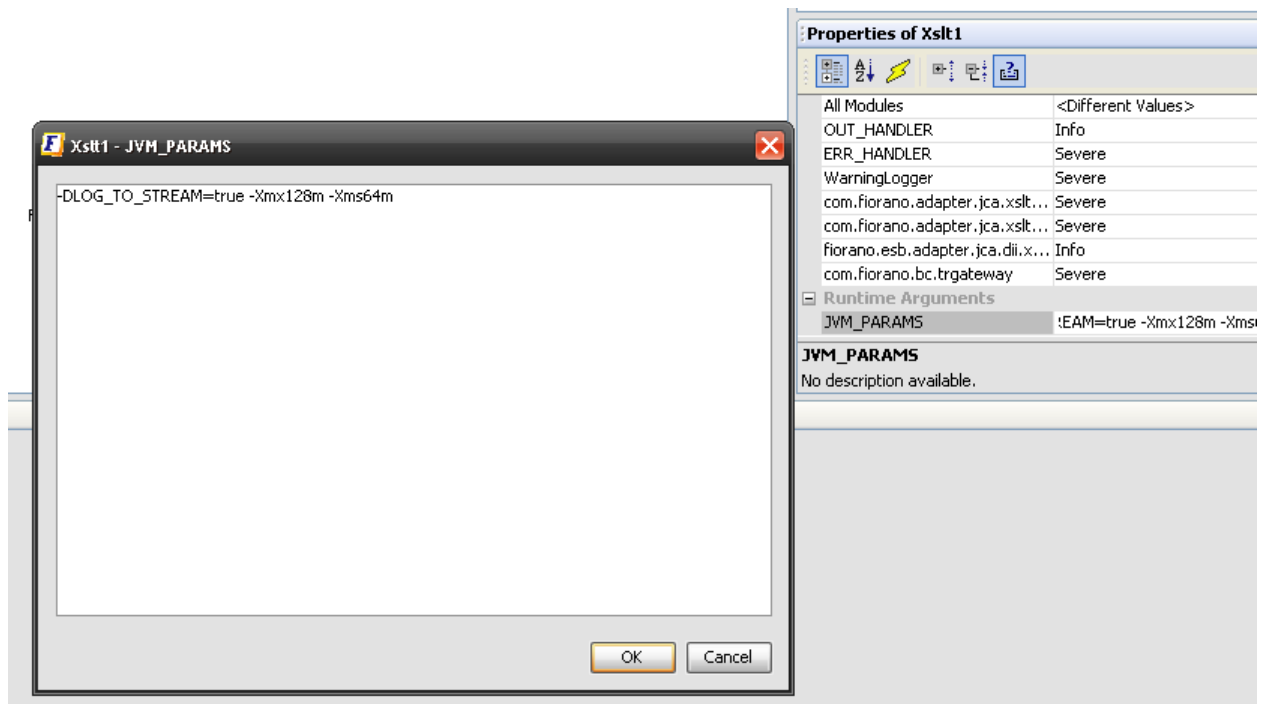 Properties of Xslt1
All Modules <Different Values>
OUT_HANDLER Info
ERR_HANDLER Severe
WarningLogger Severe
com.fiorano.adapter.jca.xslt... Severe
com.fiorano.adapter.jca.xslt... Severe
fiorano.esb.adapter.jca.dii.x... Info
com.fiorano.bc.trgateway Severe
Runtime Arguments
JVM_PARAMS EAM=true -Xmx128m -Xms
JVM_PARAMS
No description available.
Xstt1 - JVM_PARAMS
-DLOG_TO_STREAM=true -Xmx128m -Xms64m
OK Cancel